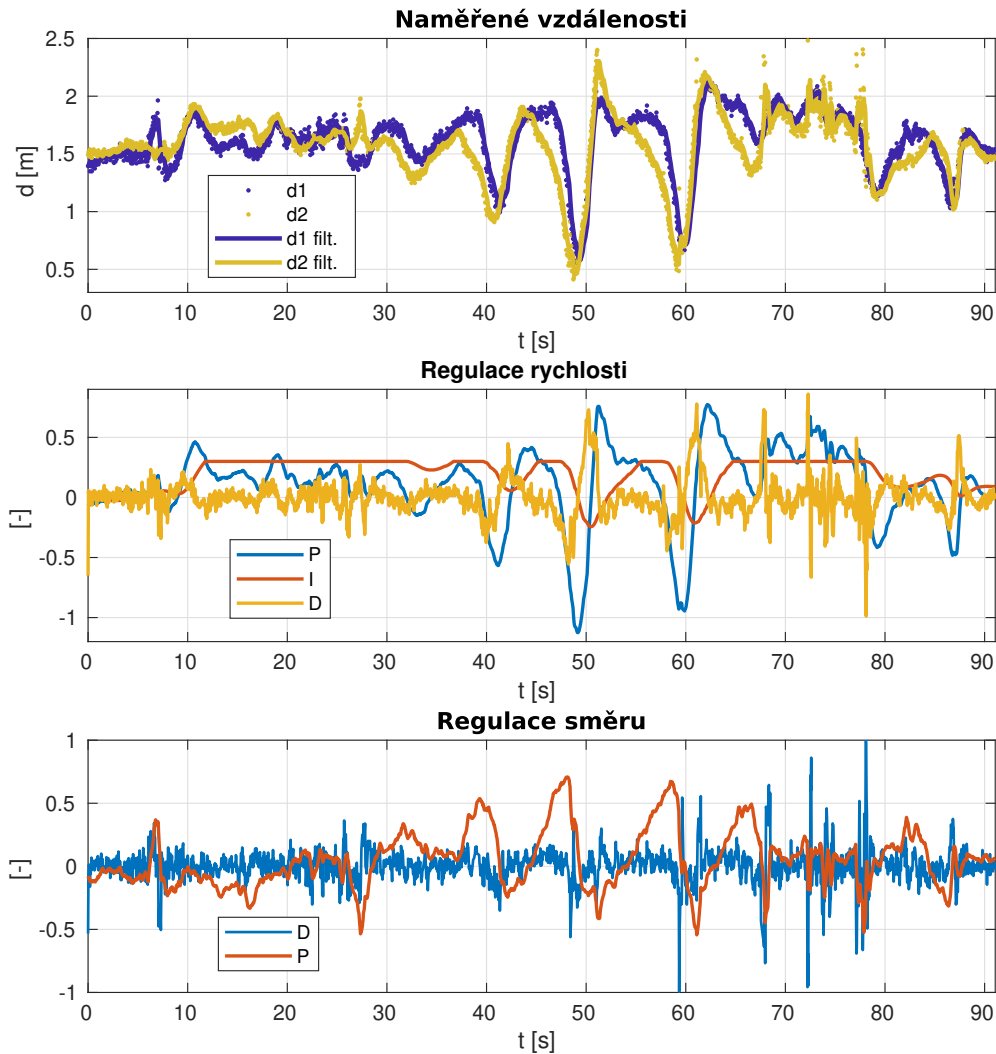 Naměřené vzdálenosti
2.5
2
1.5
1
0.5
d [m]
d1
d2
d1 filt.
d2 filt.
0 10 20 30 40 50 60 70 80 90
t [s]
Regulace rychlosti
0.5
0
-0.5
-1
[-]
P
I
D
0 10 20 30 40 50 60 70 80 90
t [s]
Regulace směru
1
0.5
0
-0.5
-1
[-]
D
P
0 10 20 30 40 50 60 70 80 90
t [s]